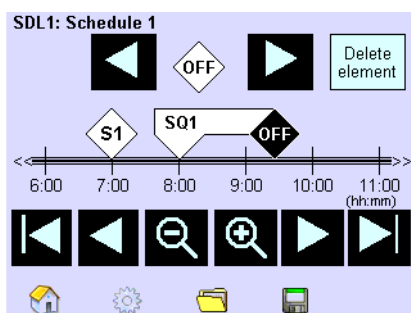 SDL1: Schedule 1
OFF
Delete
element
S1
SQ1
OFF
<< >>
6:00 7:00 8:00 9:00 10:00 11:00
(hh:mm)